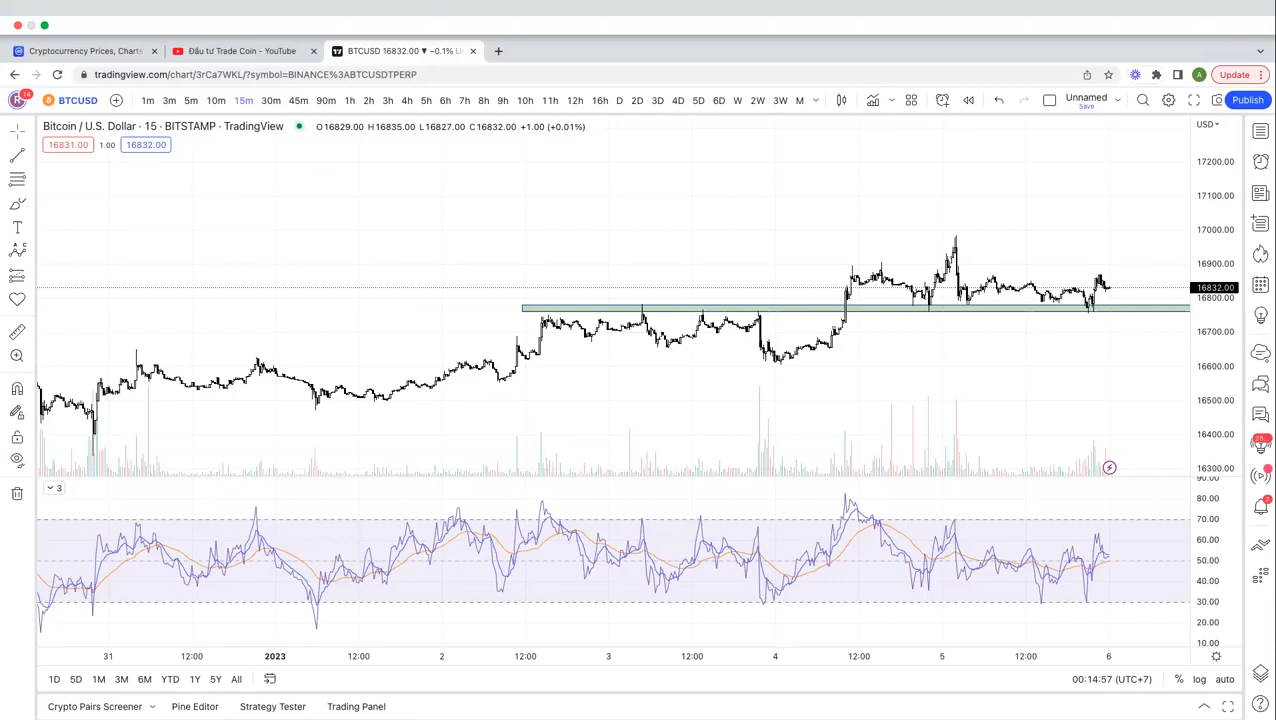 Cryptocurrency Prices, Charts
Đầu tư Trade Coin - YouTube
BTCUSD 16832.00 ▼ −0.1% Un
tradingview.com/chart/3rCa7WKL/?symbol=BINANCE%3ABTCUSDTPERP
A
Update
R
14
BTCUSD
1m 3m 5m 10m 15m 30m 45m 90m 1h 2h 3h 4h 5h 6h 7h 8h 9h 10h 11h 12h 16h D 2D 3D 4D 5D 6D W 2W 3W M
Unnamed
Save
Publish
Bitcoin / U.S. Dollar · 15 · BITSTAMP · TradingView
O16829.00 H16835.00 L16827.00 C16832.00 +1.00 (+0.01%)
USD
16831.00 1.00 16832.00
17200.00
17100.00
17000.00
16900.00
16832.00
16800.00
16700.00
16600.00
16500.00
16400.00
16300.00
3
90.00
80.00
70.00
60.00
50.00
40.00
30.00
20.00
10.00
31 12:00 2023 12:00 2 12:00 3 12:00 4 12:00 5 12:00 6
1D 5D 1M 3M 6M YTD 1Y 5Y All
00:14:57 (UTC+7) % log auto
Crypto Pairs Screener Pine Editor Strategy Tester Trading Panel